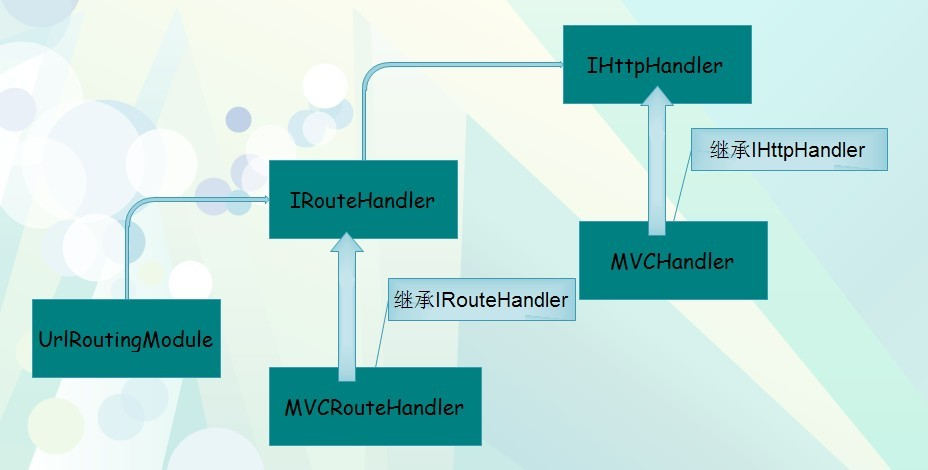 IHttpHandler
继承IHttpHandler
IRouteHandler
MVCHandler
继承IRouteHandler
UrlRoutingModule
MVCRouteHandler